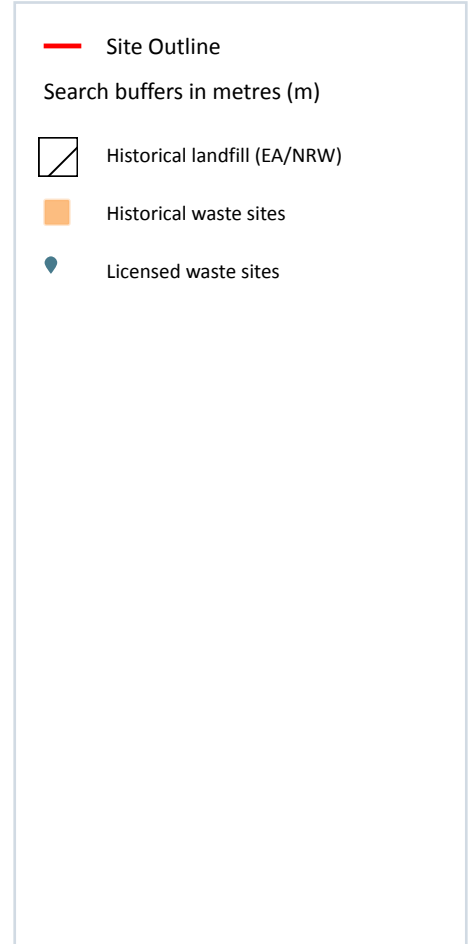 Site Outline
Search buffers in metres (m)
Historical landfill (EA/NRW)
Historical waste sites
Licensed waste sites